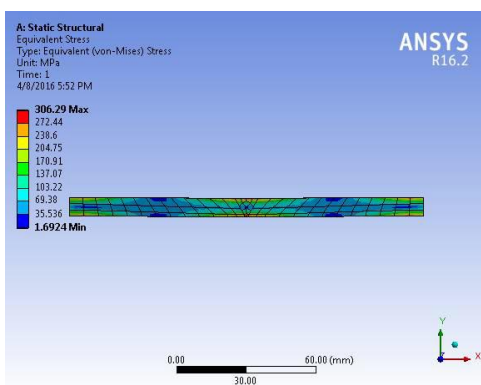 A: Static Structural
Equivalent Stress
Type: Equivalent (von-Mises) Stress
Unit: MPa
Time: 1
4/8/2016 5:52 PM
ANSYS
R16.2
306.29 Max
272.44
238.6
204.75
170.91
137.07
103.22
69.38
35.536
1.6924 Min
Y
X
0.00
60.00 (mm)
30.00